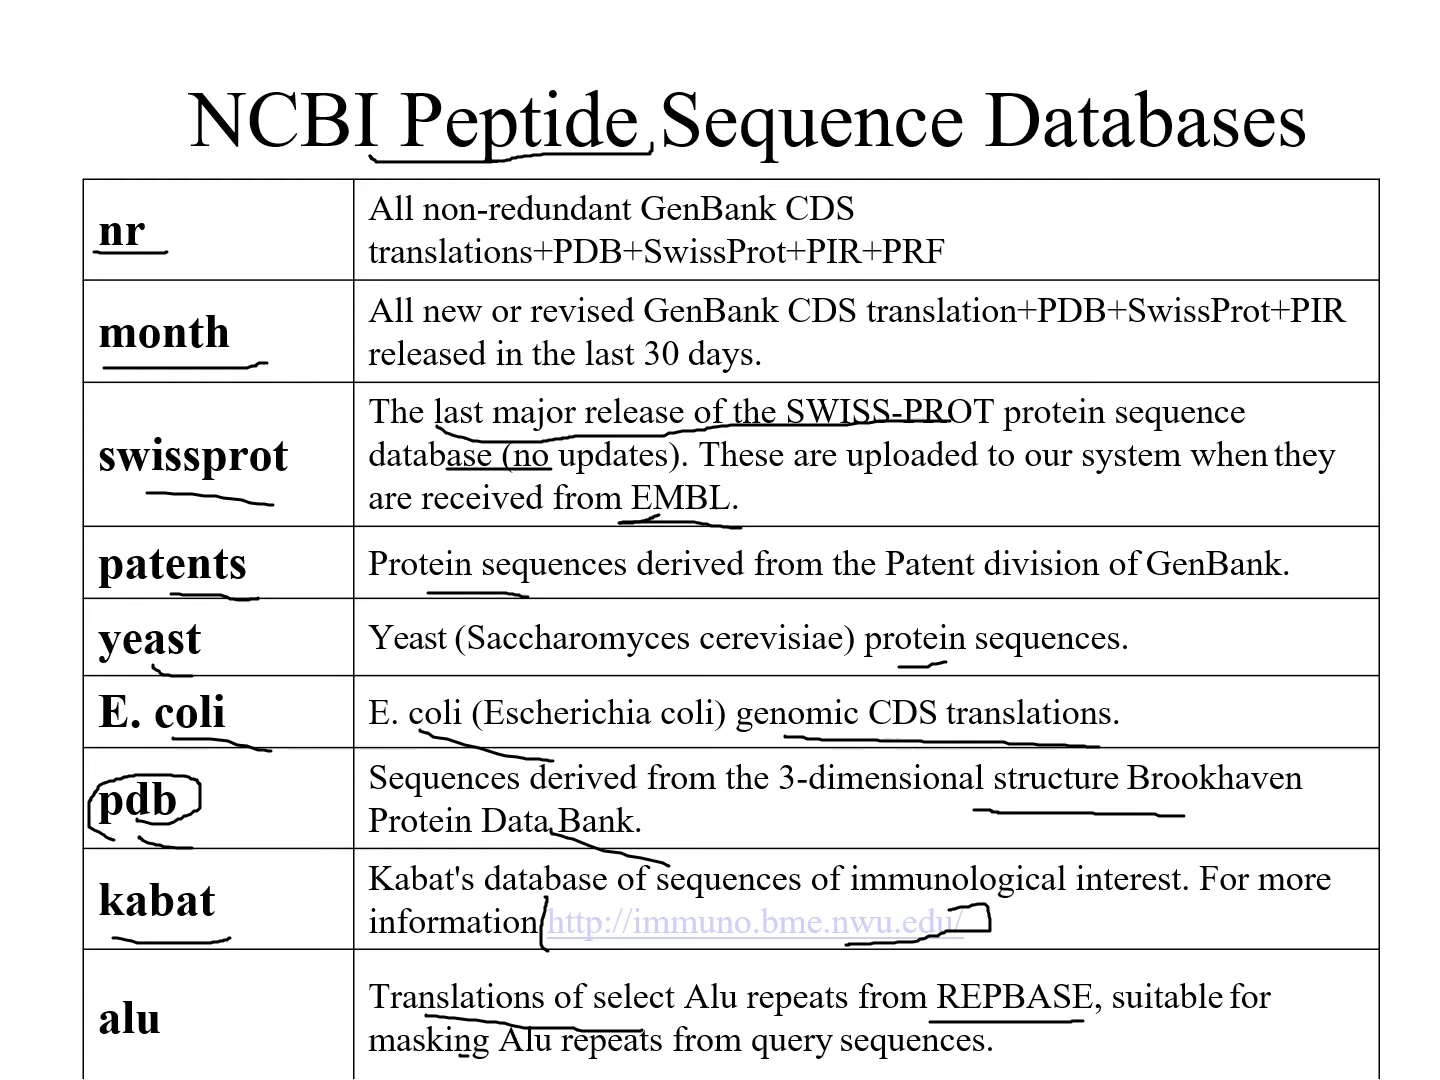 NCBI Peptide Sequence Databases
nr
All non-redundant GenBank CDS
translations+PDB+SwissProt+PIR+PRF
month
All new or revised GenBank CDS translation+PDB+SwissProt+PIR
released in the last 30 days.
swissprot
The last major release of the SWISS-PROT protein sequence
database (no updates). These are uploaded to our system when they
are received from EMBL.
patents
Protein sequences derived from the Patent division of GenBank.
yeast
Yeast (Saccharomyces cerevisiae) protein sequences.
E. coli
E. coli (Escherichia coli) genomic CDS translations.
pdb
Sequences derived from the 3-dimensional structure Brookhaven
Protein Data Bank.
kabat
Kabat's database of sequences of immunological interest. For more
information http://immuno.bme.nwu.edu/
alu
Translations of select Alu repeats from REPBASE, suitable for
masking Alu repeats from query sequences.